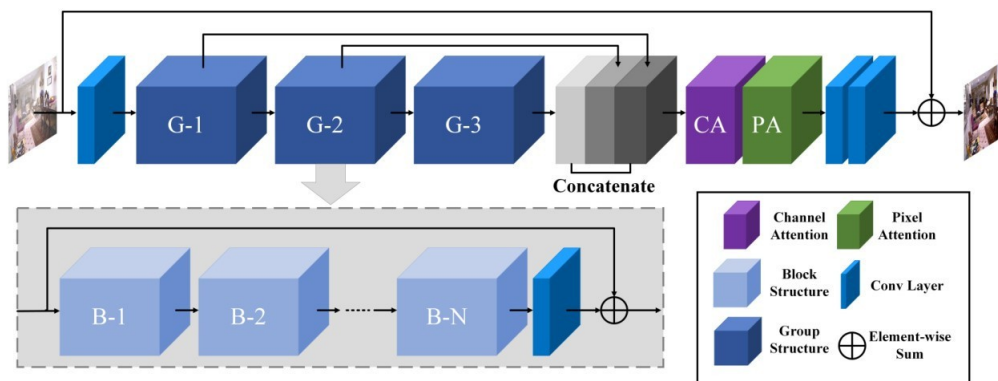 G-1
G-2
G-3
CA
PA
Concatenate
B-1
B-2
B-N
Channel
Attention
Pixel
Attention
Block
Structure
Conv Layer
Group
Structure
Element-wise
Sum